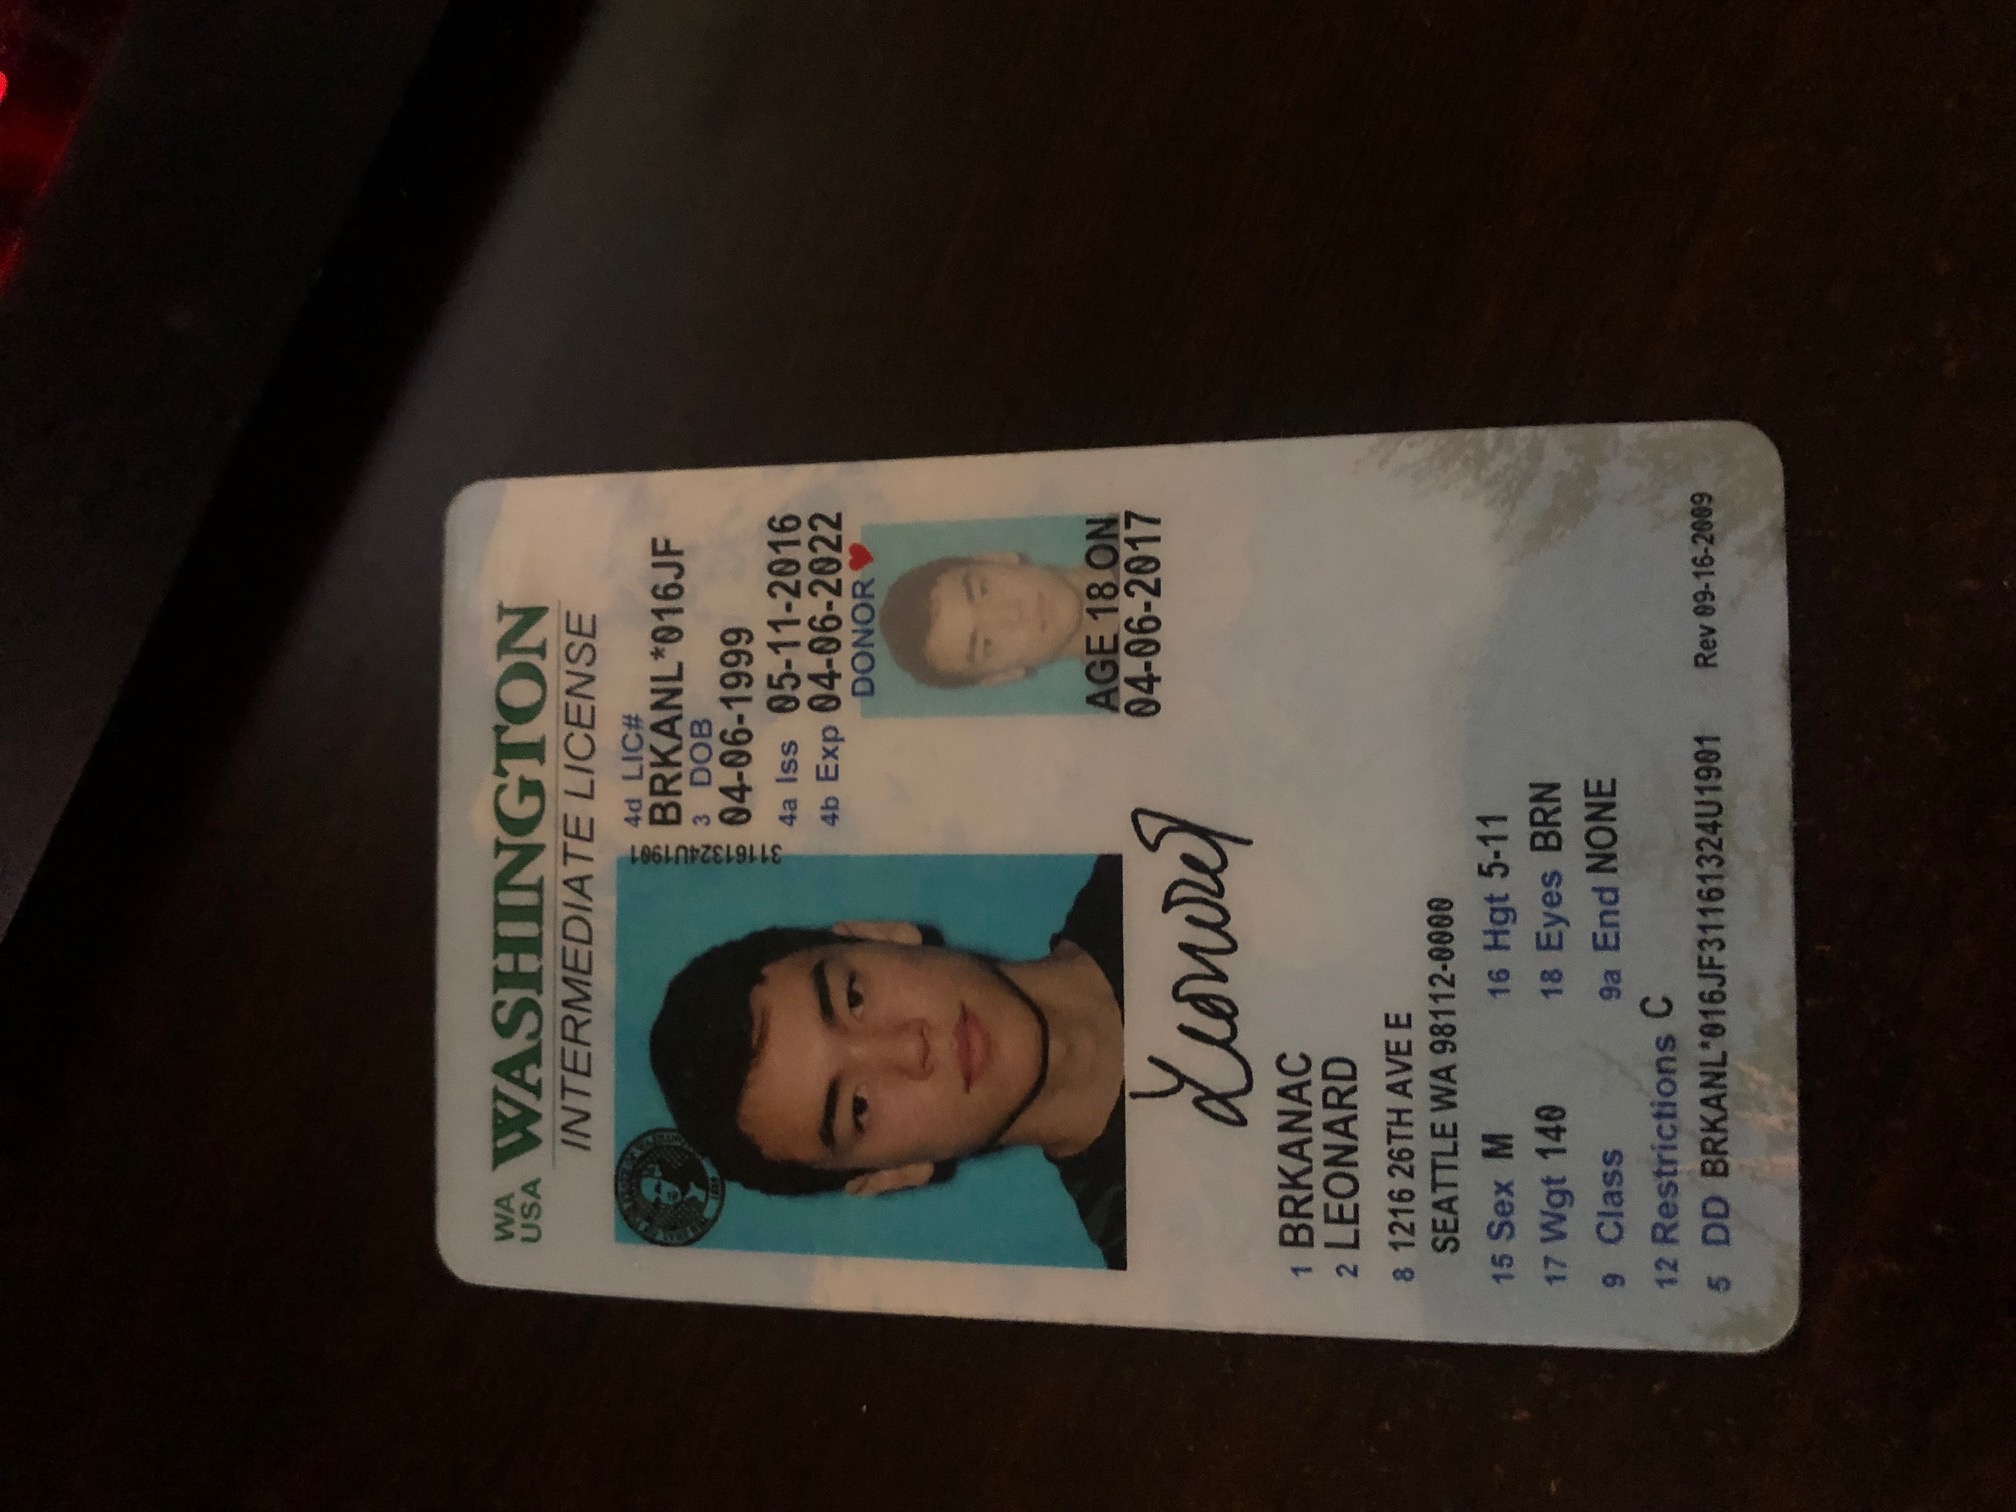 WA
USA
WASHINGTON
INTERMEDIATE LICENSE
4d LIC#
BRKANL*016JF
3 DOB
04-06-1999
4a Iss 05-11-2016
4b Exp 04-06-2022
DONOR
31161324U1901
AGE 18 ON
04-06-2017
Leonard
1 BRKANAC
2 LEONARD
8 1216 26TH AVE E
SEATTLE WA 98112-0000
15 Sex M 16 Hgt 5-11
17 Wgt 140 18 Eyes BRN
9 Class 9a End NONE
12 Restrictions C
5 DD BRKANL*016JF31161324U1901 Rev 09-16-2009